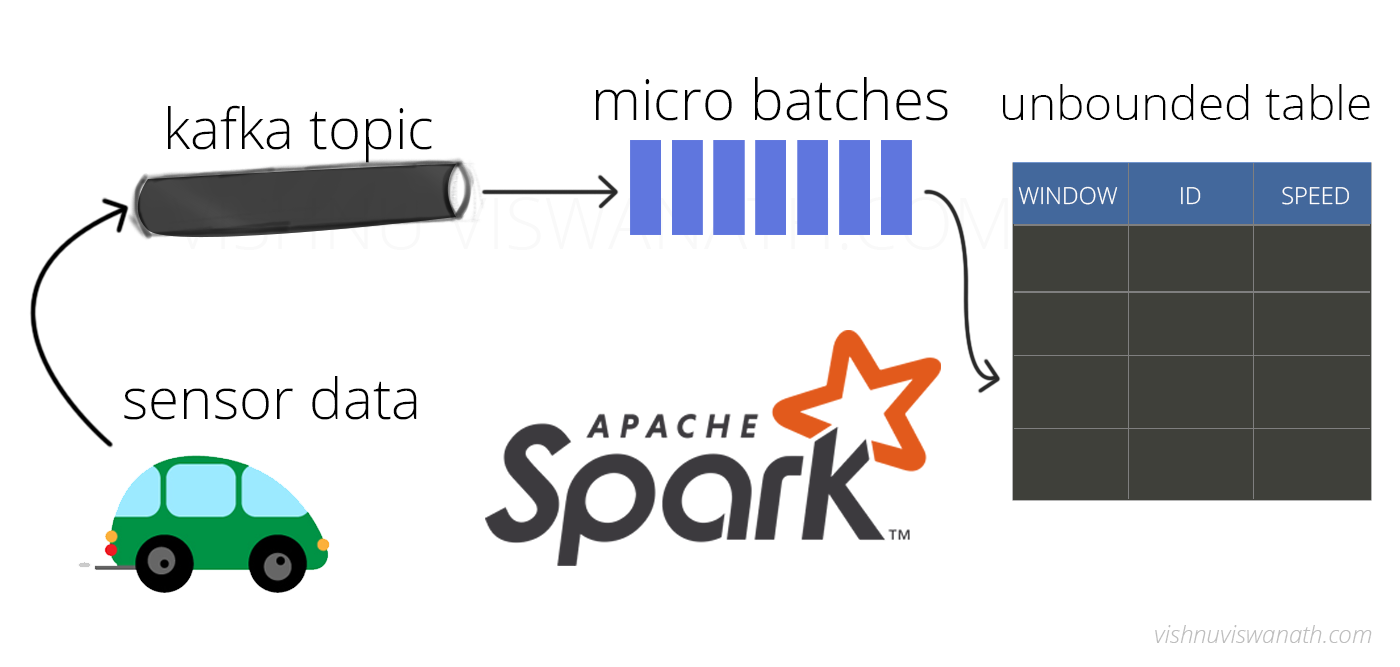 kafka topic
micro batches
unbounded table
WINDOW ID SPEED
VISHNU VISWANATH.COM
sensor data
APACHE
Spark™
vishnuviswanath.com